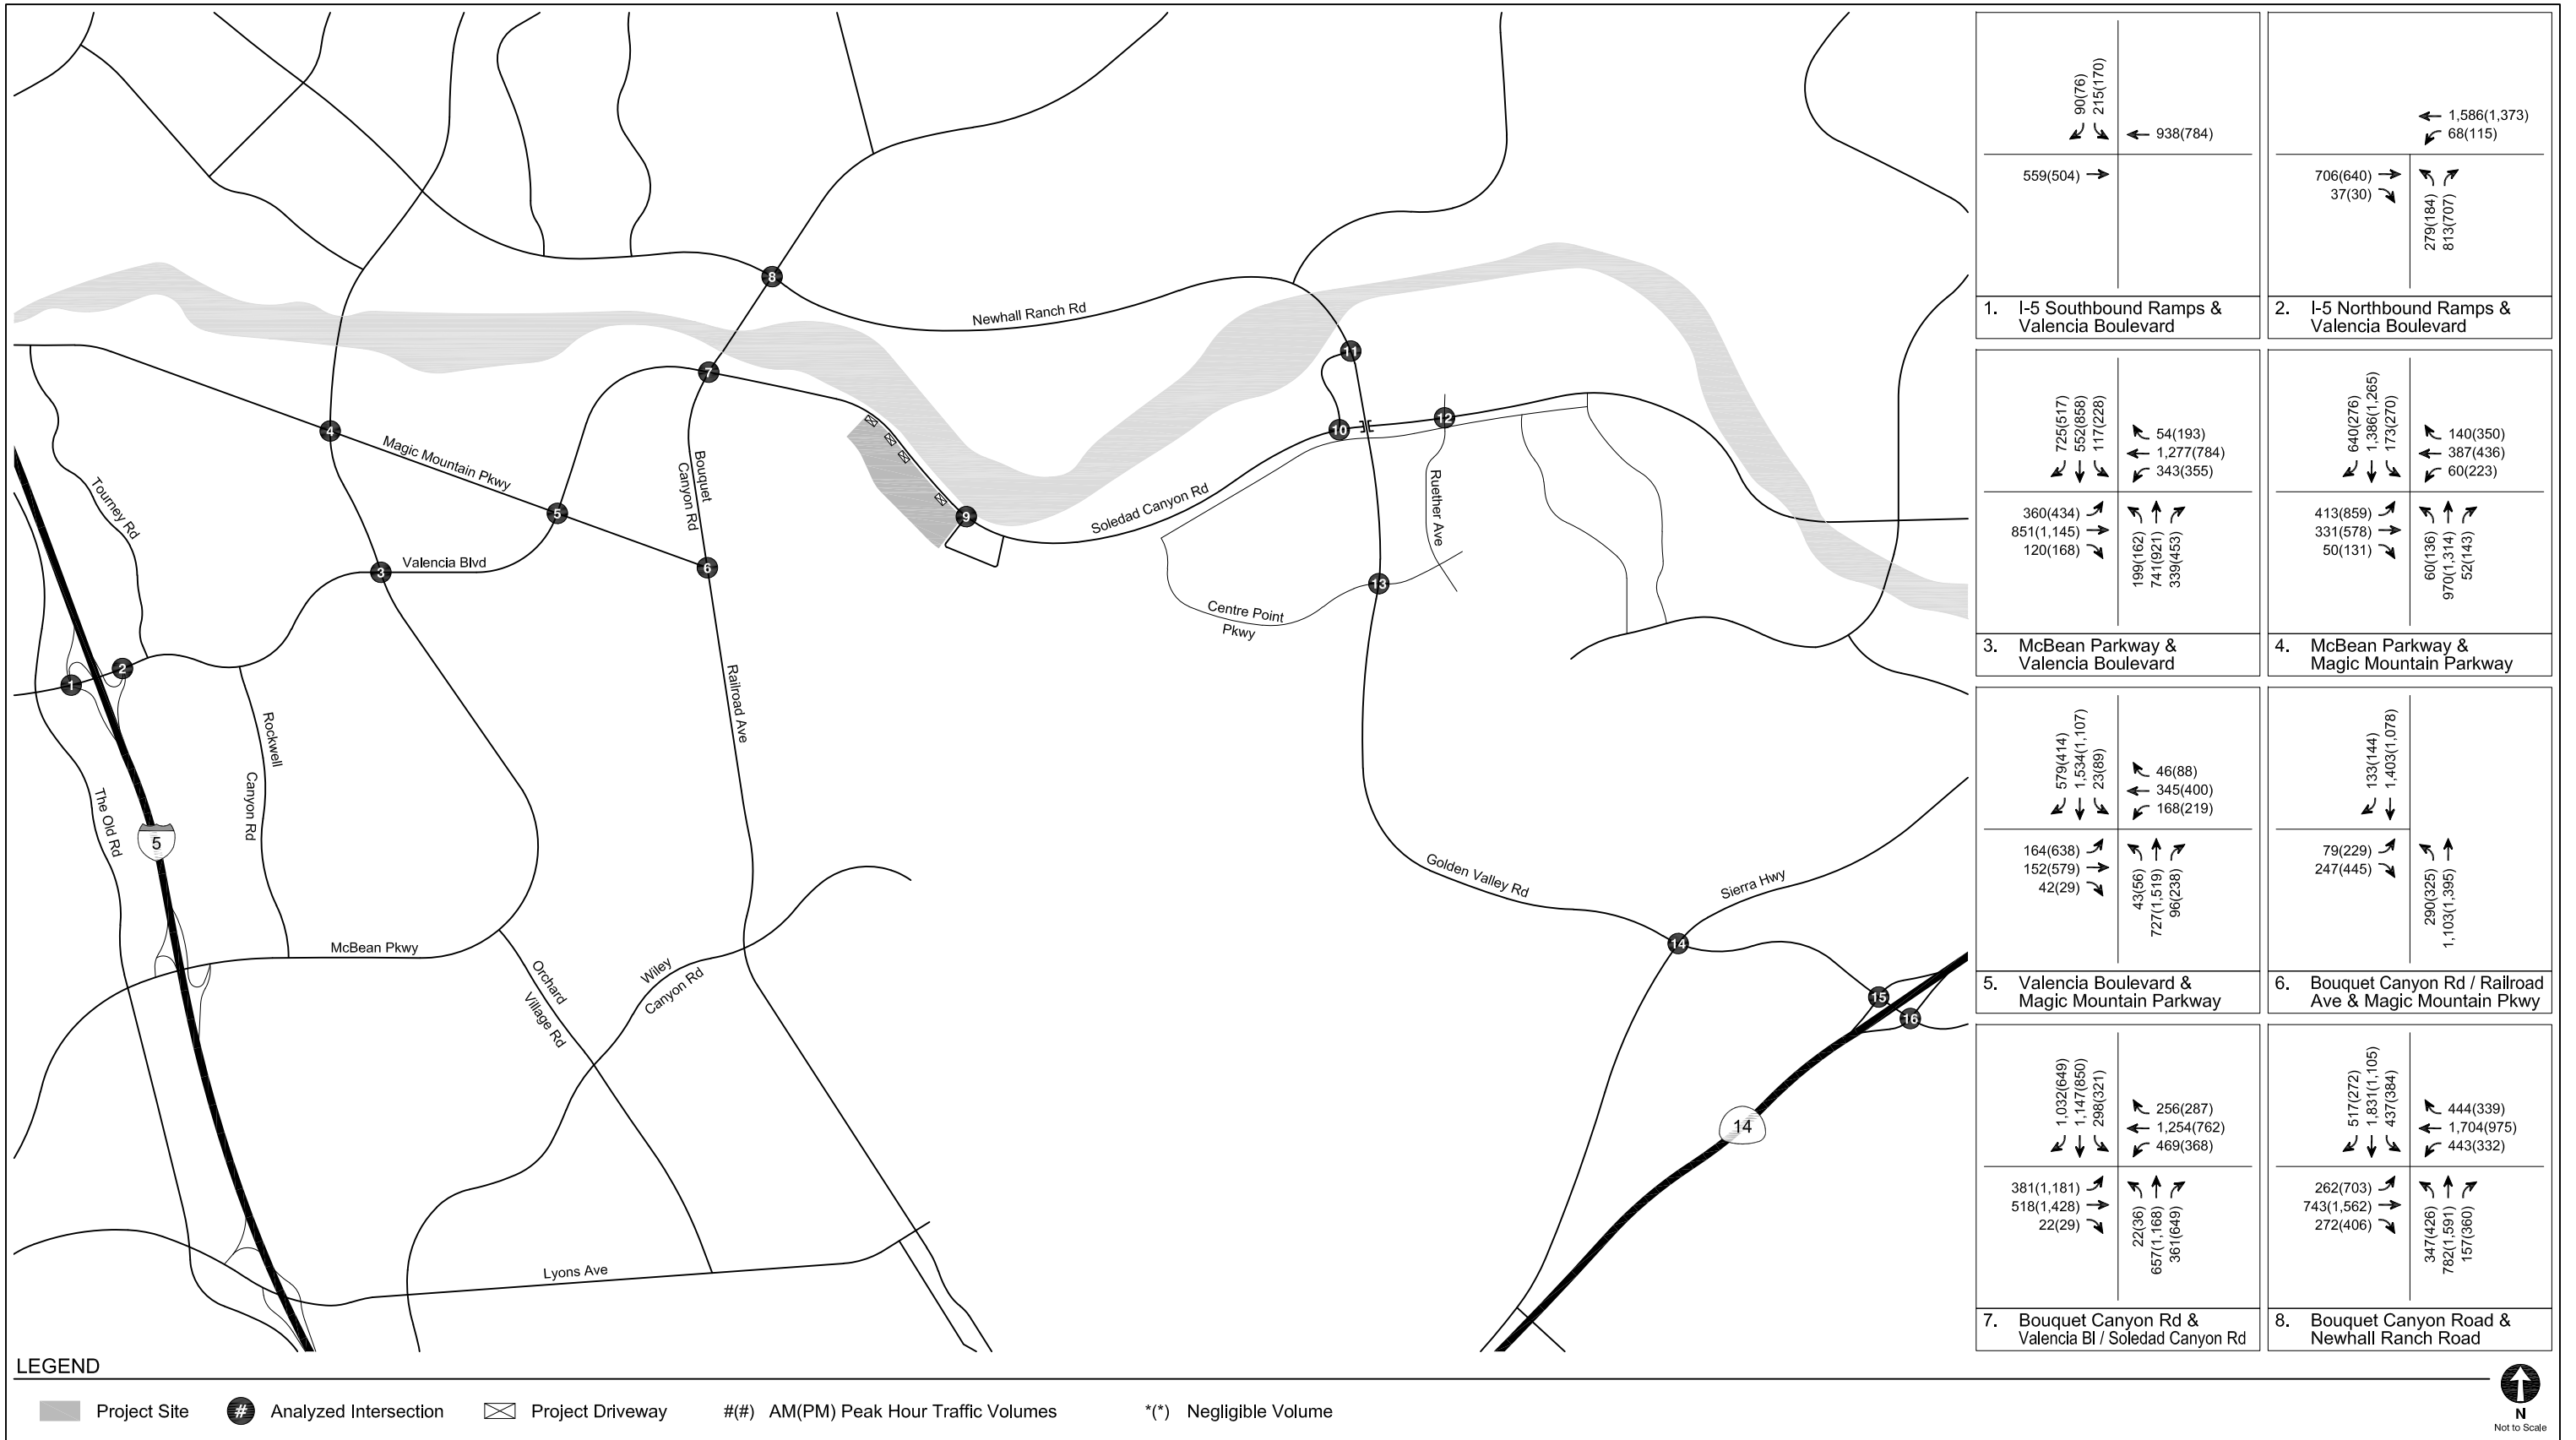 8
Newhall Ranch Rd
11
7
10
12
4
Magic Mountain Pkwy
Bouquet
Canyon Rd
Tourney Rd
5
9
Soledad Canyon Rd
Ruether Ave
3
Valencia Blvd
6
13
Centre Point
Pkwy
2
1
Railroad Ave
Rockwell
Canyon Rd
The Old Rd
5
Golden Valley Rd
Sierra Hwy
14
McBean Pkwy
Orchard
Village Rd
Wiley
Canyon Rd
15
16
14
Lyons Ave
90(76)
215(170)
938(784)
559(504)
1. I-5 Southbound Ramps &
Valencia Boulevard
1,586(1,373)
68(115)
706(640)
37(30)
279(184)
813(707)
2. I-5 Northbound Ramps &
Valencia Boulevard
725(517)
552(858)
117(228)
54(193)
1,277(784)
343(355)
360(434)
851(1,145)
120(168)
199(162)
741(921)
339(453)
3. McBean Parkway &
Valencia Boulevard
640(276)
1,386(1,265)
173(270)
140(350)
387(436)
60(223)
413(859)
331(578)
50(131)
60(136)
970(1,314)
52(143)
4. McBean Parkway &
Magic Mountain Parkway
579(414)
1,534(1,107)
23(89)
46(88)
345(400)
168(219)
164(638)
152(579)
42(29)
43(56)
727(1,519)
96(238)
5. Valencia Boulevard &
Magic Mountain Parkway
133(144)
1,403(1,078)
79(229)
247(445)
290(325)
1,103(1,395)
6. Bouquet Canyon Rd / Railroad
Ave & Magic Mountain Pkwy
1,032(649)
1,147(850)
298(321)
256(287)
1,254(762)
469(368)
381(1,181)
518(1,428)
22(29)
22(36)
657(1,168)
361(649)
7. Bouquet Canyon Rd &
Valencia Bl / Soledad Canyon Rd
517(272)
1,831(1,105)
437(384)
444(339)
1,704(975)
443(332)
262(703)
743(1,562)
272(406)
347(426)
782(1,591)
157(360)
8. Bouquet Canyon Road &
Newhall Ranch Road
LEGEND
Project Site
# Analyzed Intersection
Project Driveway
#(#) AM(PM) Peak Hour Traffic Volumes
*(*) Negligible Volume
N
Not to Scale